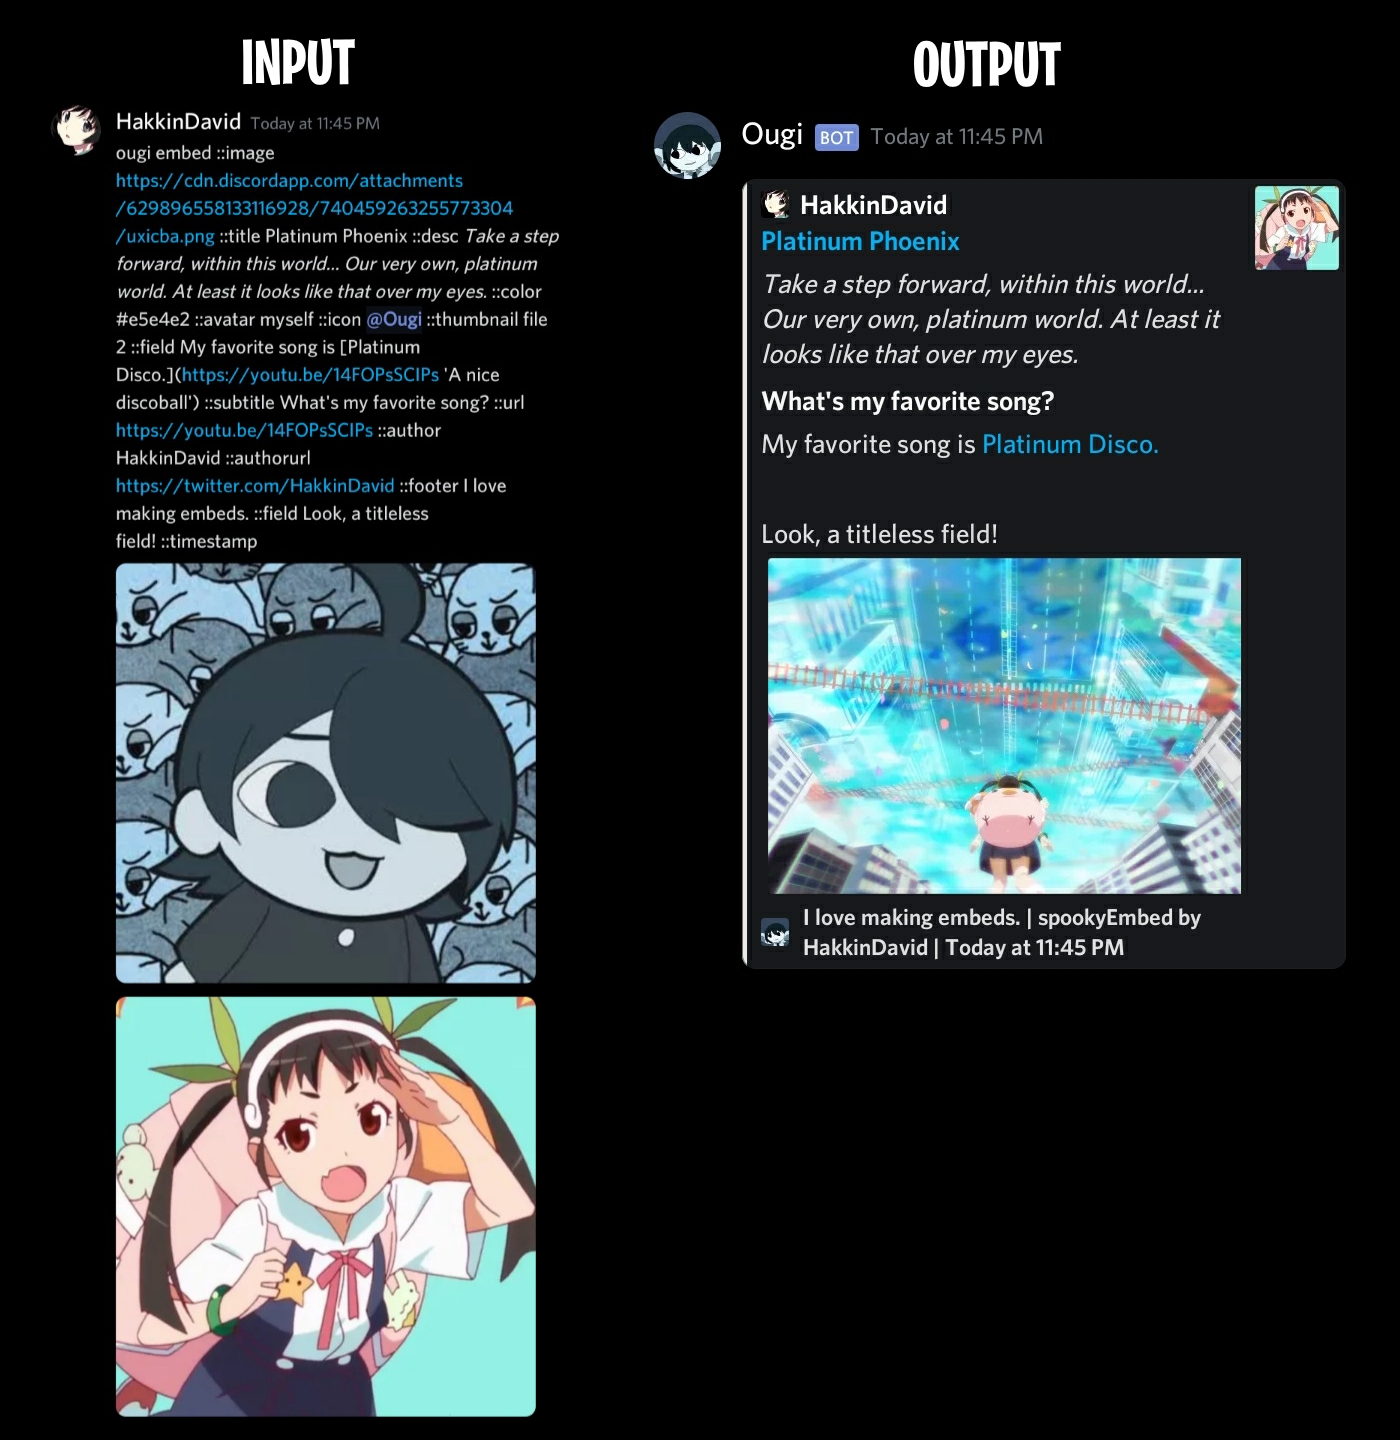 INPUT
HakkinDavid Today at 11:45 PM
ougi embed ::image
https://cdn.discordapp.com/attachments
/629896558133116928/740459263255773304
/uxicba.png ::title Platinum Phoenix ::desc Take a step
forward, within this world... Our very own, platinum
world. At least it looks like that over my eyes. ::color
#e5e4e2 ::avatar myself ::icon @Ougi ::thumbnail file
2 ::field My favorite song is [Platinum
Disco.](https://youtu.be/14FOPsSCIPs 'A nice
discoball') ::subtitle What's my favorite song? ::url
https://youtu.be/14FOPsSCIPs ::author
HakkinDavid ::authorurl
https://twitter.com/HakkinDavid ::footer I love
making embeds. ::field Look, a titleless
field! ::timestamp
OUTPUT
Ougi BOT Today at 11:45 PM
HakkinDavid
Platinum Phoenix
Take a step forward, within this world...
Our very own, platinum world. At least it
looks like that over my eyes.
What's my favorite song?
My favorite song is Platinum Disco.
Look, a titleless field!
I love making embeds. | spookyEmbed by
HakkinDavid | Today at 11:45 PM